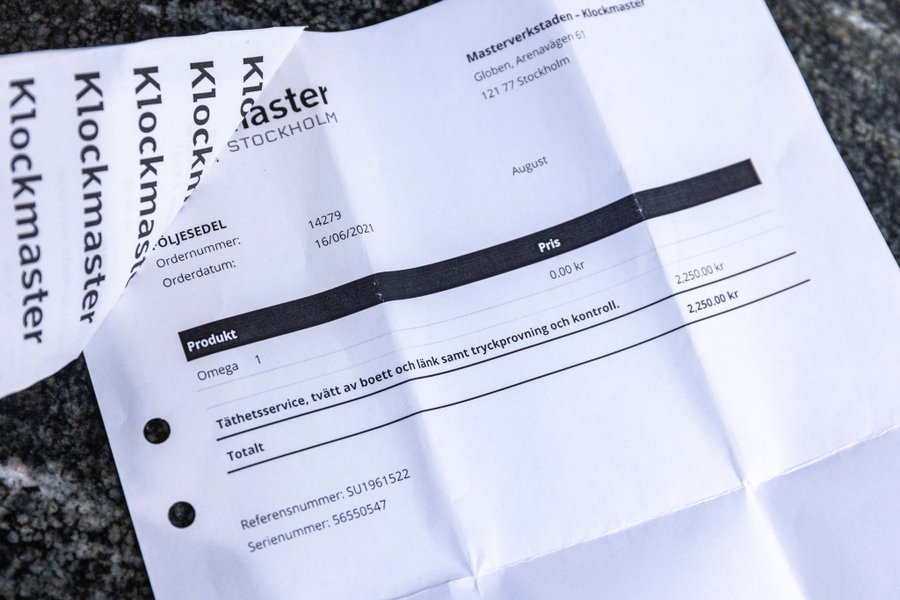 Klockmaster
Klockmaster
Klockmaster
Klockmaster
Kloc
master
STOCKHOLM
Masterverkstaden – Klockmaster
Globen, Arenavägen 61
121 77 Stockholm
August
ÖLJESEDEL
Ordernummer: 14279
Orderdatum: 16/06/2021
Produkt Pris
Omega 1 0.00 kr
Täthetsservice, tvätt av boett och länk samt tryckprovning och kontroll. 2,250.00 kr
Totalt 2,250.00 kr
Referensnummer: SU1961522
Serienummer: 56550547